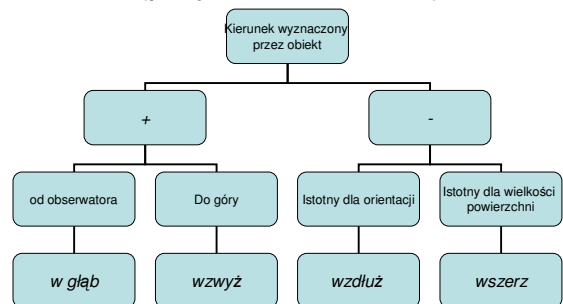 Kierunek wyznaczony
przez obiekt
+
-
od obserwatora
Do góry
Istotny dla orientacji
Istotny dla wielkości
powierzchni
w głąb
wzwyż
wzdłuż
wszerz